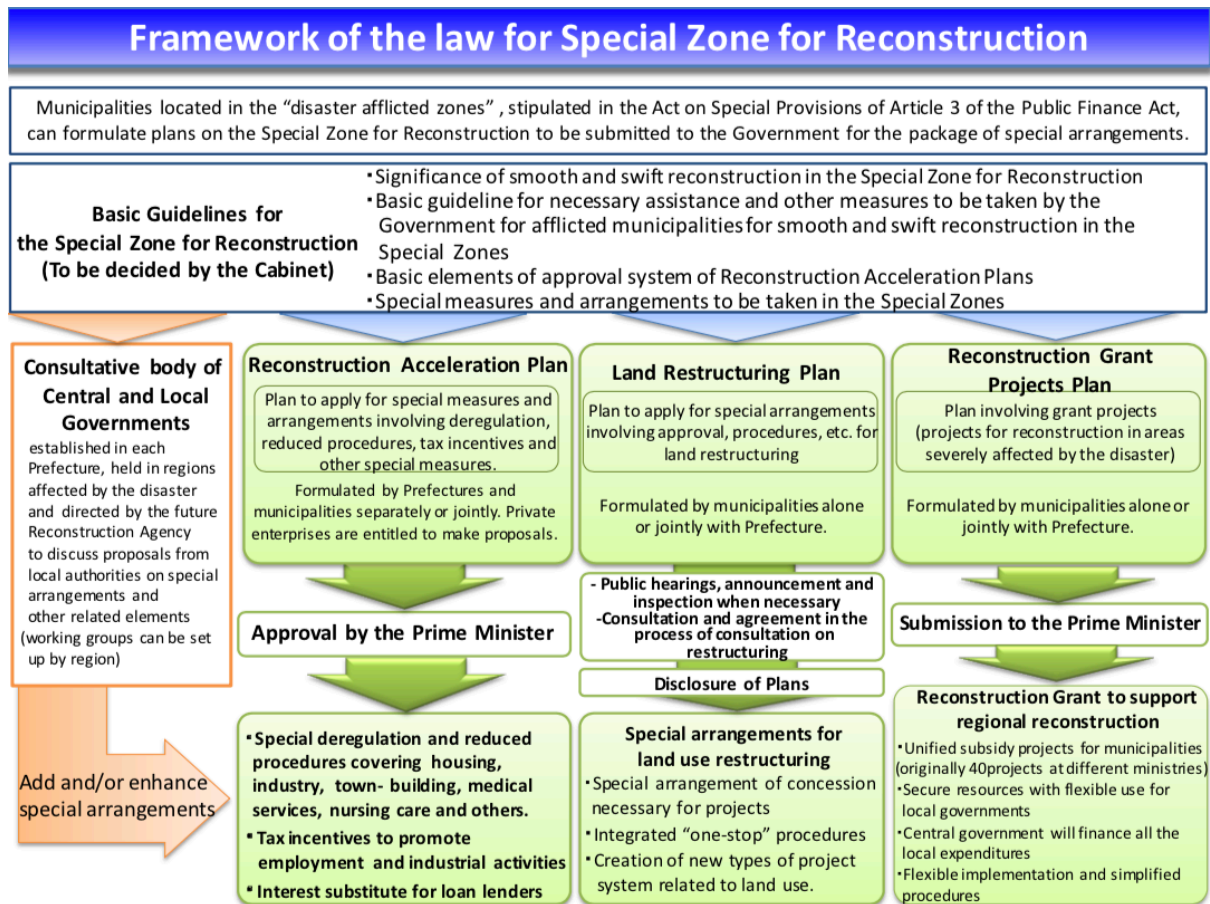 Framework of the law for Special Zone for Reconstruction
Municipalities located in the “disaster afflicted zones” , stipulated in the Act on Special Provisions of Article 3 of the Public Finance Act,
can formulate plans on the Special Zone for Reconstruction to be submitted to the Government for the package of special arrangements.
Basic Guidelines for
the Special Zone for Reconstruction
(To be decided by the Cabinet)
・Significance of smooth and swift reconstruction in the Special Zone for Reconstruction
・Basic guideline for necessary assistance and other measures to be taken by the
Government for afflicted municipalities for smooth and swift reconstruction in the
Special Zones
・Basic elements of approval system of Reconstruction Acceleration Plans
・Special measures and arrangements to be taken in the Special Zones
Consultative body of
Central and Local
Governments
established in each
Prefecture, held in regions
affected by the disaster
and directed by the future
Reconstruction Agency
to discuss proposals from
local authorities on special
arrangements and
other related elements
(working groups can be set
up by region)
Add and/or enhance
special arrangements
Reconstruction Acceleration Plan
Plan to apply for special measures and
arrangements involving deregulation,
reduced procedures, tax incentives and
other special measures.
Formulated by Prefectures and
municipalities separately or jointly. Private
enterprises are entitled to make proposals.
Approval by the Prime Minister
・Special deregulation and reduced
procedures covering housing,
industry, town- building, medical
services, nursing care and others.
・Tax incentives to promote
employment and industrial activities
・Interest substitute for loan lenders
Land Restructuring Plan
Plan to apply for special arrangements
involving approval, procedures, etc. for
land restructuring
Formulated by municipalities alone
or jointly with Prefecture.
- Public hearings, announcement and
inspection when necessary
-Consultation and agreement in the
process of consultation on
restructuring
Disclosure of Plans
Special arrangements for
land use restructuring
・Special arrangement of concession
necessary for projects
・Integrated “one-stop” procedures
・Creation of new types of project
system related to land use.
Reconstruction Grant
Projects Plan
Plan involving grant projects
(projects for reconstruction in areas
severely affected by the disaster)
Formulated by municipalities alone or
jointly with Prefecture.
Submission to the Prime Minister
Reconstruction Grant to support
regional reconstruction
・Unified subsidy projects for municipalities
(originally 40projects at different ministries)
・Secure resources with flexible use for
local governments
・Central government will finance all the
local expenditures
・Flexible implementation and simplified
procedures